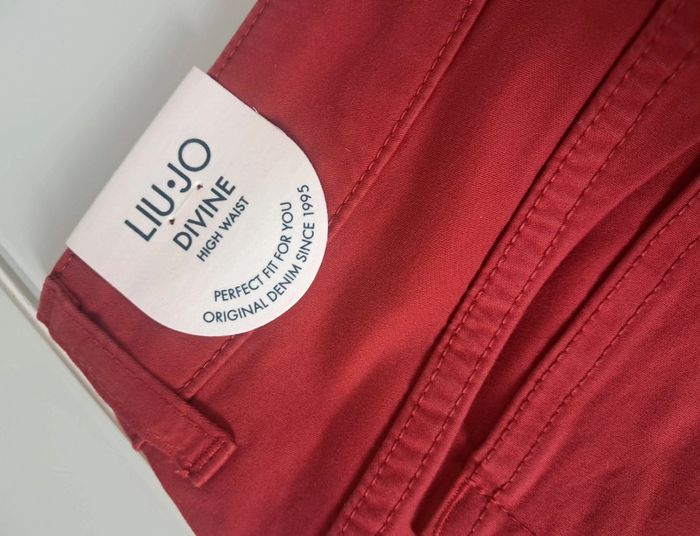 LIU·JO
DIVINE
HIGH WAIST
PERFECT FIT FOR YOU
ORIGINAL DENIM SINCE 1995